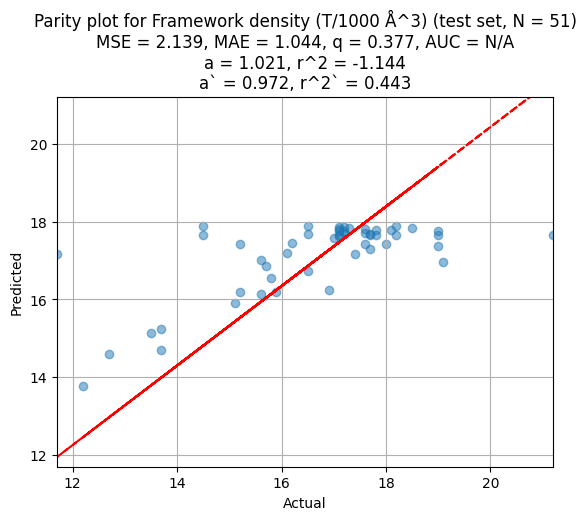 Parity plot for Framework density (T/1000 Å^3) (test set, N = 51)
MSE = 2.139, MAE = 1.044, q = 0.377, AUC = N/A
a = 1.021, r^2 = -1.144
a` = 0.972, r^2` = 0.443
20
18
16
14
12
Predicted
12 14 16 18 20
Actual